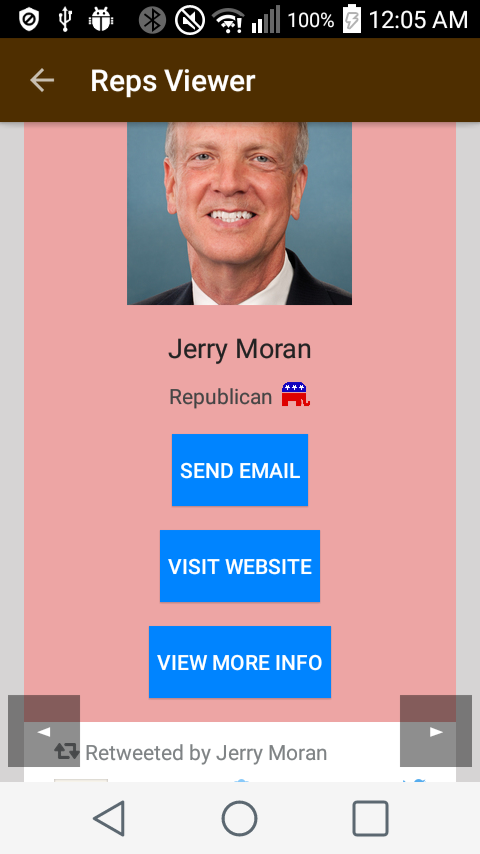 100% 12:05 AM
Reps Viewer
Jerry Moran
Republican
SEND EMAIL
VISIT WEBSITE
VIEW MORE INFO
Retweeted by Jerry Moran